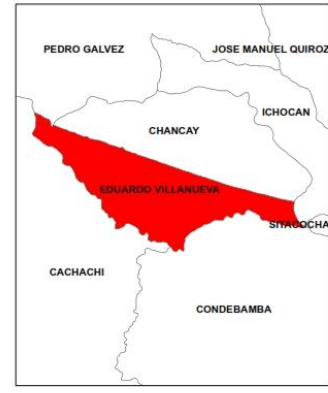 PEDRO GALVEZ
JOSE MANUEL QUIROZ
ICHOCAN
CHANCAY
EDUARDO VILLANUEVA
SITACOCHA
CACHACHI
CONDEBAMBA